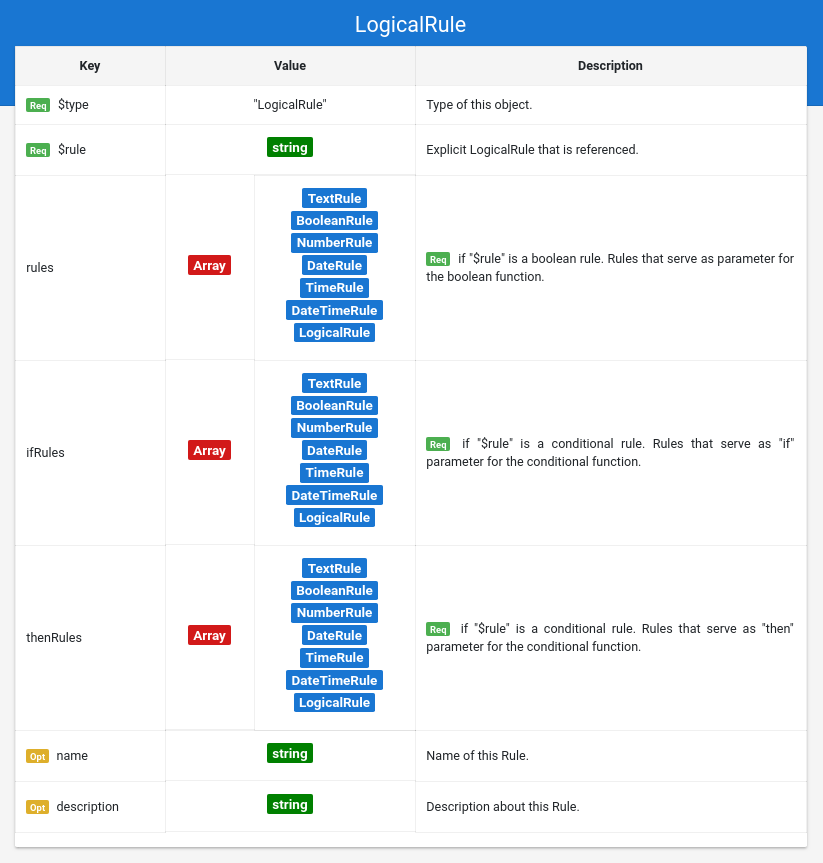 LogicalRule
Key Value Description
Req $type "LogicalRule" Type of this object.
Req $rule string Explicit LogicalRule that is referenced.
rules Array
TextRule
BooleanRule
NumberRule
DateRule
TimeRule
DateTimeRule
LogicalRule
Req if "$rule" is a boolean rule. Rules that serve as parameter for
the boolean function.
ifRules Array
TextRule
BooleanRule
NumberRule
DateRule
TimeRule
DateTimeRule
LogicalRule
Req if "$rule" is a conditional rule. Rules that serve as "if"
parameter for the conditional function.
thenRules Array
TextRule
BooleanRule
NumberRule
DateRule
TimeRule
DateTimeRule
LogicalRule
Req if "$rule" is a conditional rule. Rules that serve as "then"
parameter for the conditional function.
Opt name string Name of this Rule.
Opt description string Description about this Rule.